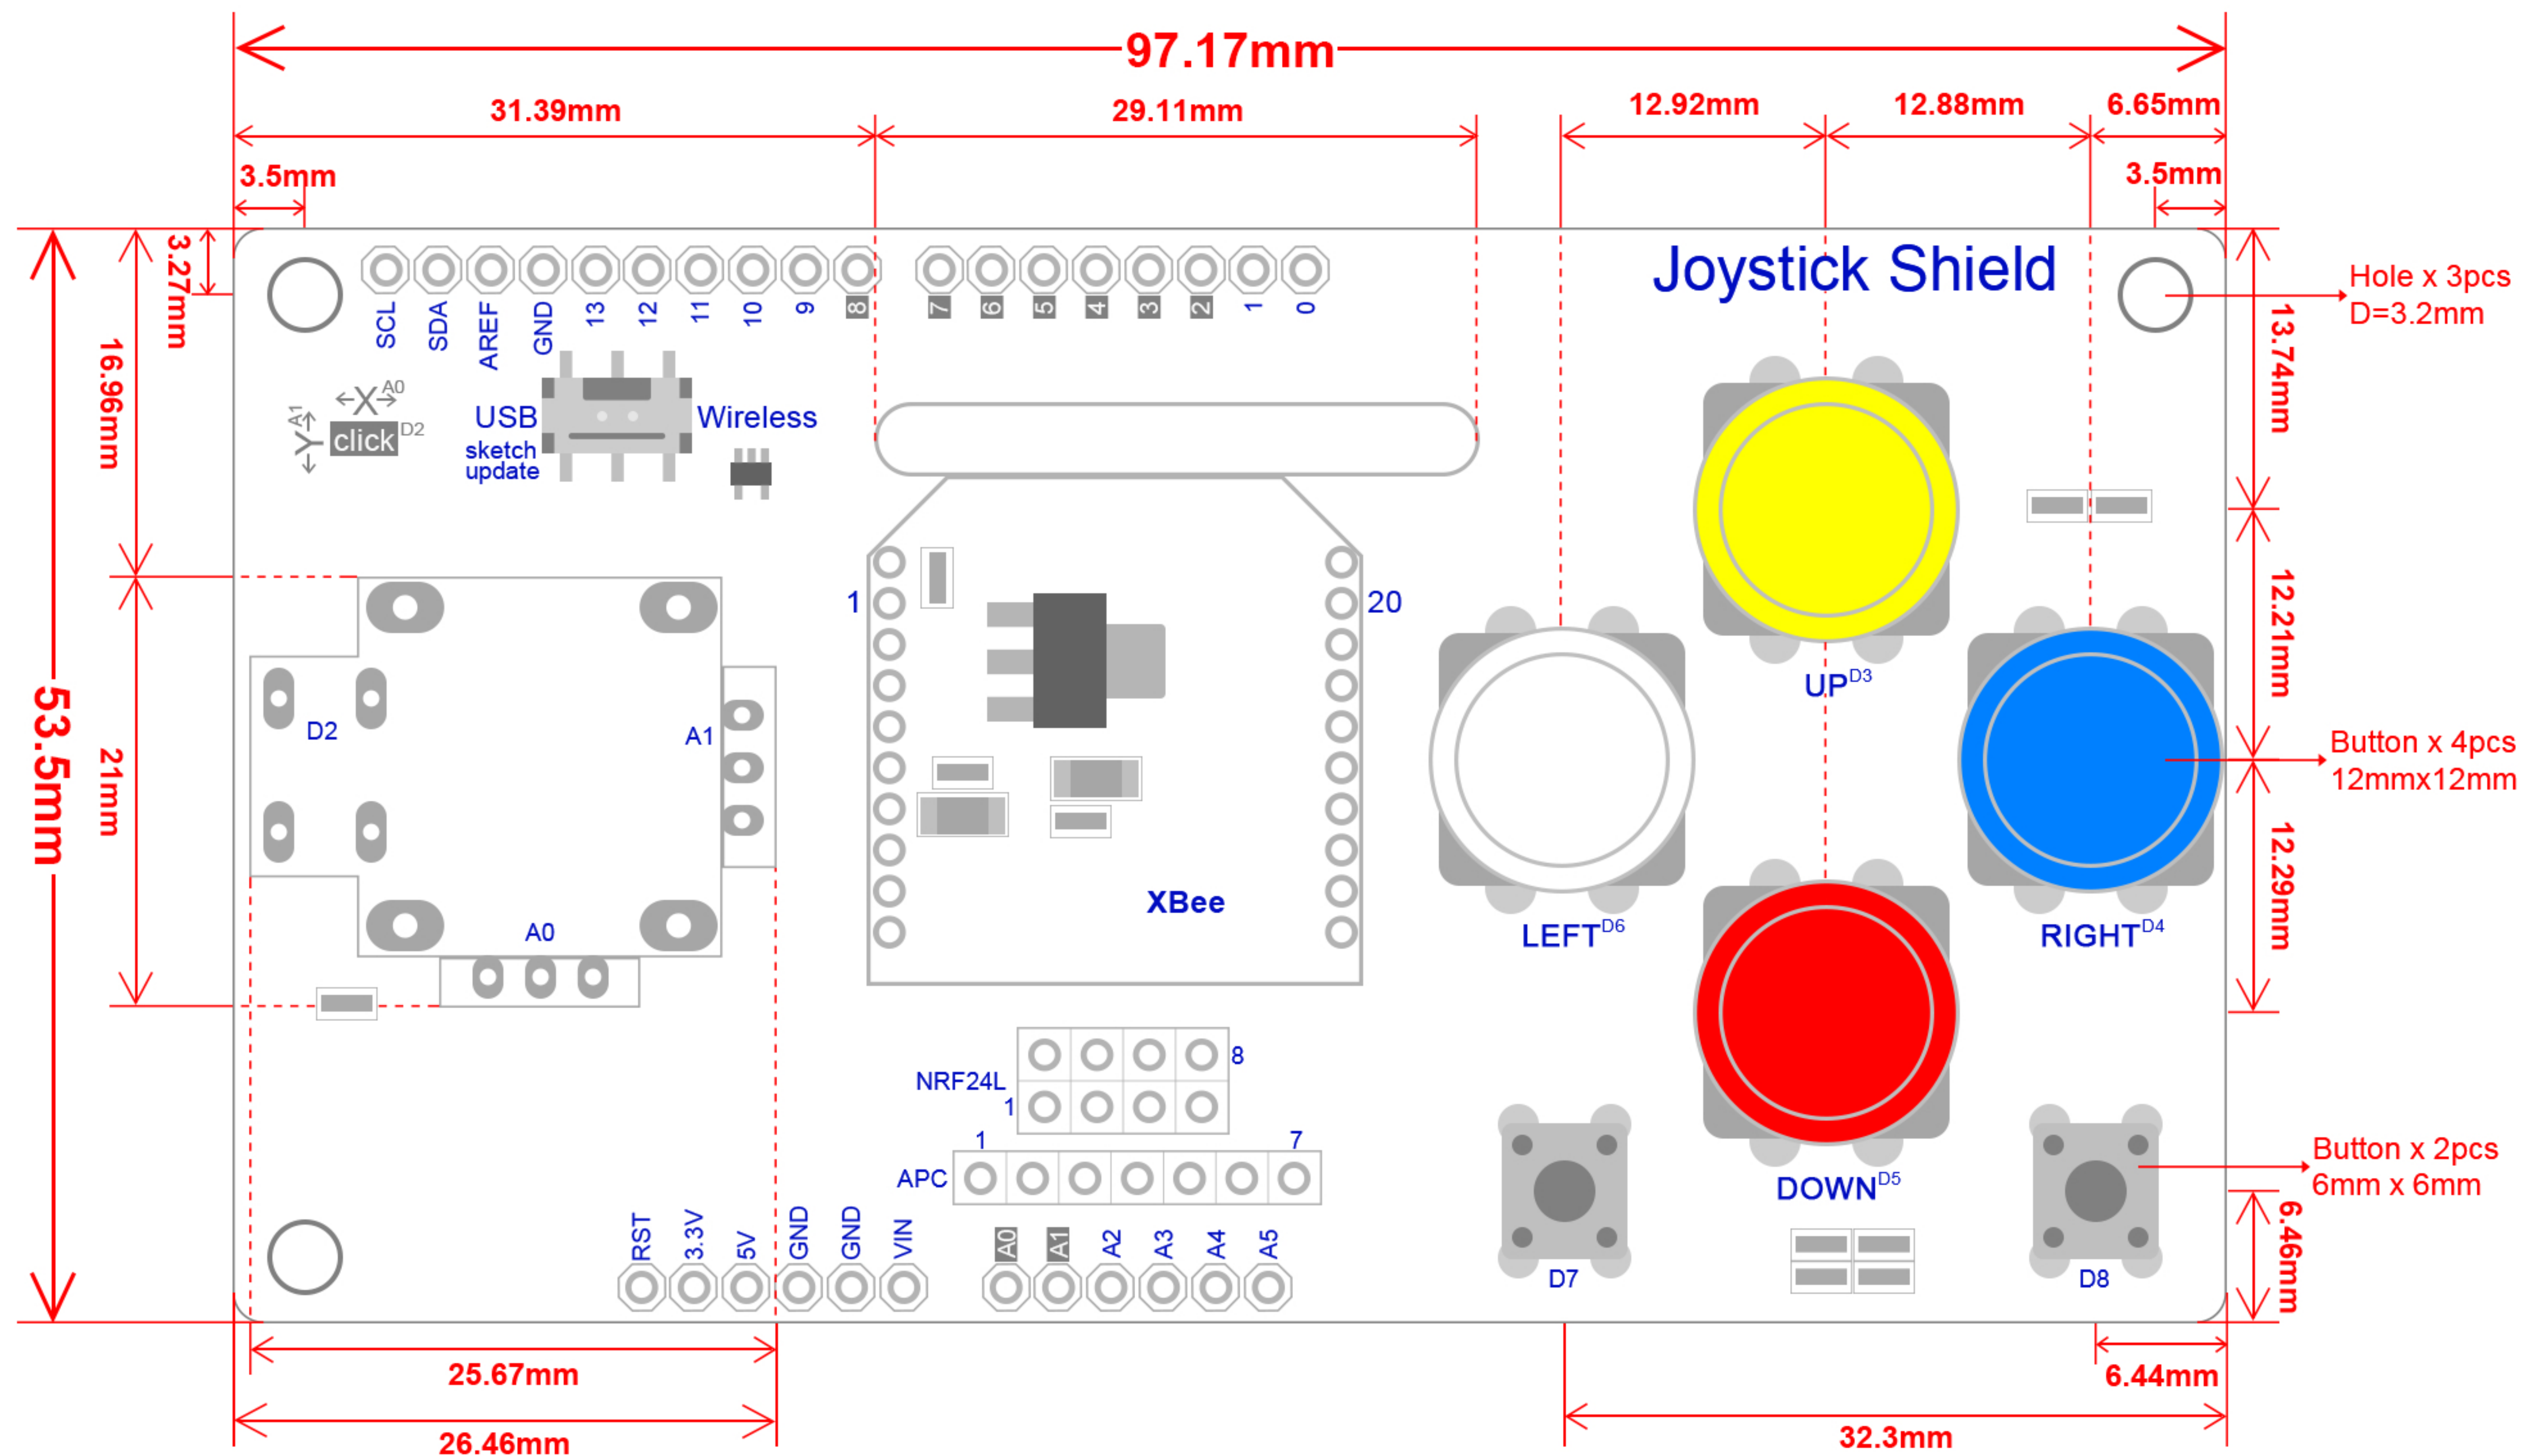 97.17mm
31.39mm
29.11mm
12.92mm
12.88mm
6.65mm
3.5mm
3.5mm
3.27mm
16.96mm
53.5mm
21mm
Joystick Shield
SCL
SDA
AREF
GND
13
12
11
10
9
8
7
6
5
4
3
2
1
0
Hole x 3pcs
D=3.2mm
13.74mm
X A0
Y A1
click D2
USB
Wireless
sketch
update
1
20
12.21mm
UP D3
D2
A1
Button x 4pcs
12mmx12mm
XBee
A0
LEFT D6
RIGHT D4
12.29mm
NRF24L
8
1
1
7
APC
DOWN D5
Button x 2pcs
6mm x 6mm
RST
3.3V
5V
GND
GND
VIN
A0
A1
A2
A3
A4
A5
D7
D8
6.46mm
25.67mm
6.44mm
26.46mm
32.3mm